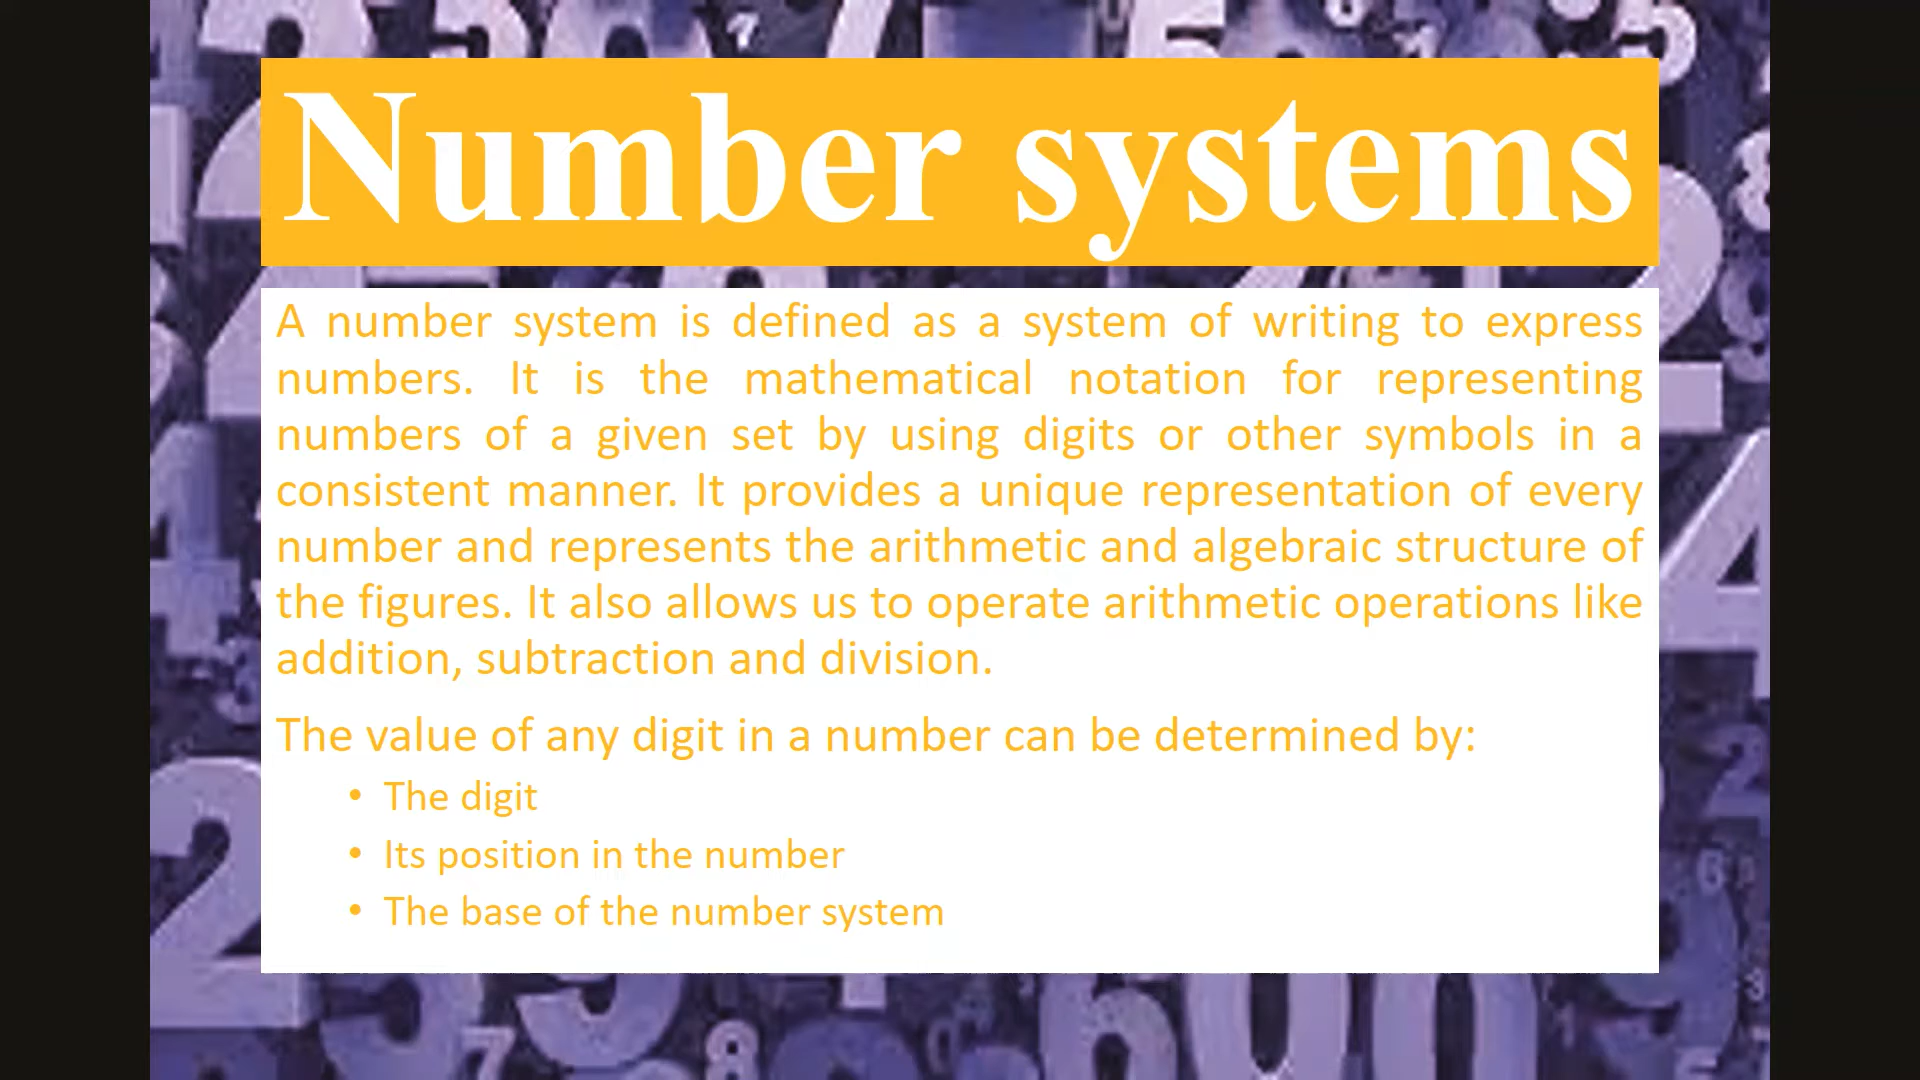 Number systems
A number system is defined as a system of writing to express
numbers. It is the mathematical notation for representing
numbers of a given set by using digits or other symbols in a
consistent manner. It provides a unique representation of every
number and represents the arithmetic and algebraic structure of
the figures. It also allows us to operate arithmetic operations like
addition, subtraction and division.
The value of any digit in a number can be determined by:
• The digit
• Its position in the number
• The base of the number system